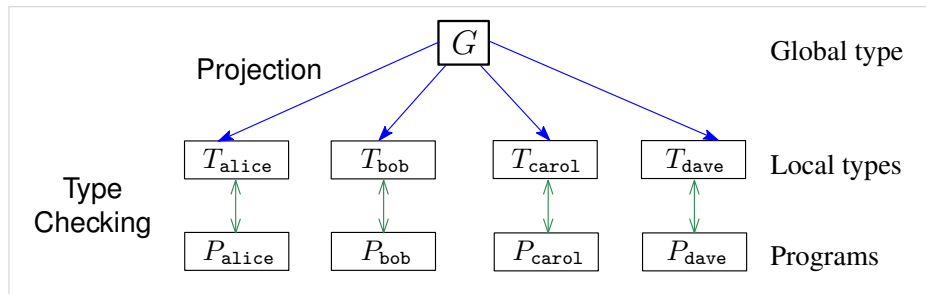 G
Global type
Projection
T_alice T_bob T_carol T_dave
Local types
Type
Checking
P_alice P_bob P_carol P_dave
Programs